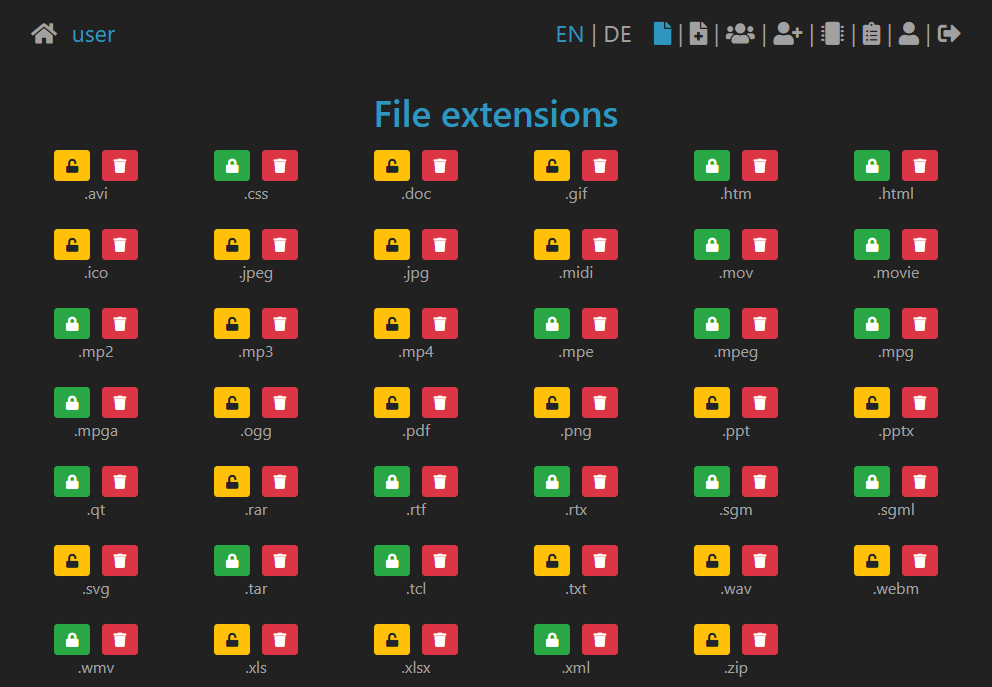 user EN | DE | | | | | | |
File extensions
.avi .css .doc .gif .htm .html
.ico .jpeg .jpg .midi .mov .movie
.mp2 .mp3 .mp4 .mpe .mpeg .mpg
.mpga .ogg .pdf .png .ppt .pptx
.qt .rar .rtf .rtx .sgm .sgml
.svg .tar .tcl .txt .wav .webm
.wmv .xls .xlsx .xml .zip